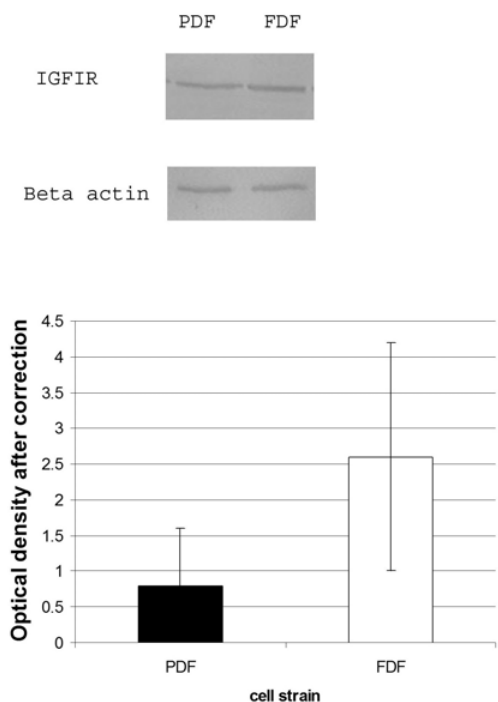 PDF FDF
IGFIR
Beta actin
Optical density after correction
4.5
4
3.5
3
2.5
2
1.5
1
0.5
0
PDF FDF
cell strain